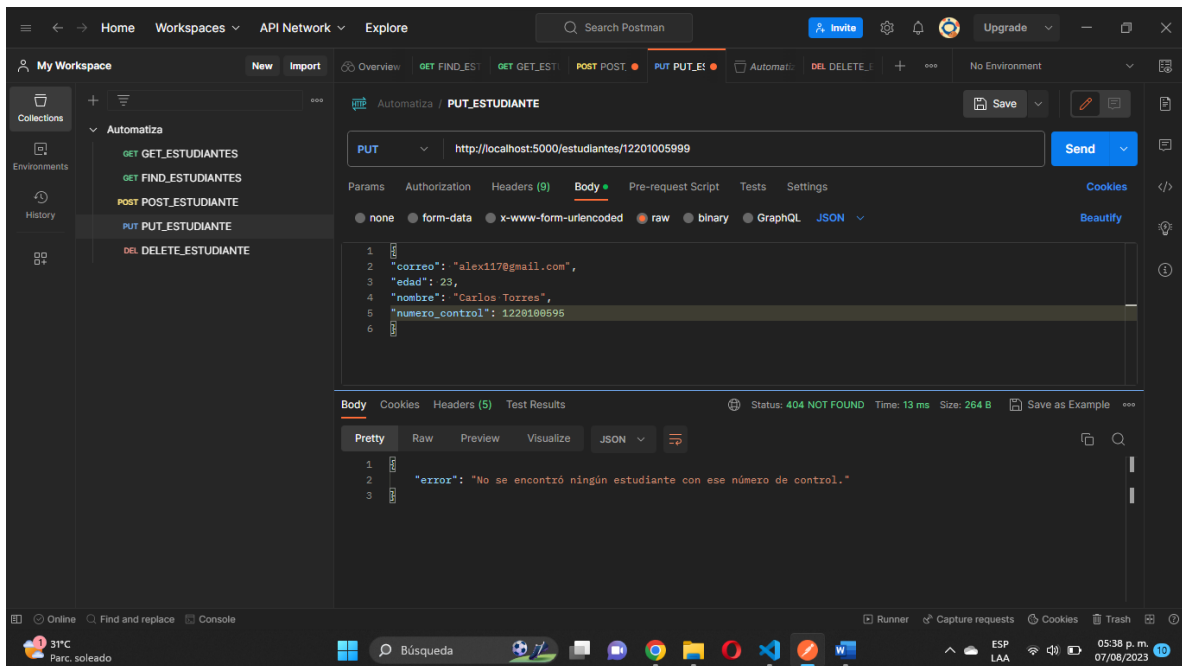 Home Workspaces API Network Explore Search Postman Invite Upgrade
My Workspace New Import Overview GET FIND_EST GET GET_ESTI POST POST_ PUT PUT_ES Automati DEL DELETE_E No Environment
Collections
Environments
History
Automatiza
GET GET_ESTUDIANTES
GET FIND_ESTUDIANTES
POST POST_ESTUDIANTE
PUT PUT_ESTUDIANTE
DEL DELETE_ESTUDIANTE
HTTP Automatiza / PUT_ESTUDIANTE Save
PUT http://localhost:5000/estudiantes/12201005999 Send
Params Authorization Headers (9) Body Pre-request Script Tests Settings Cookies
none form-data x-www-form-urlencoded raw binary GraphQL JSON Beautify
1 {
2 "correo": "alex117@gmail.com",
3 "edad": 23,
4 "nombre": "Carlos Torres",
5 "numero_control": 1220100595
6 }
Body Cookies Headers (5) Test Results Status: 404 NOT FOUND Time: 13 ms Size: 264 B Save as Example
Pretty Raw Preview Visualize JSON
1 {
2 "error": "No se encontró ningún estudiante con ese número de control."
3 }
Online Find and replace Console Runner Capture requests Cookies Trash
1 31°C
Parc. soleado
Búsqueda
ESP
LAA
05:38 p. m.
07/08/2023
10